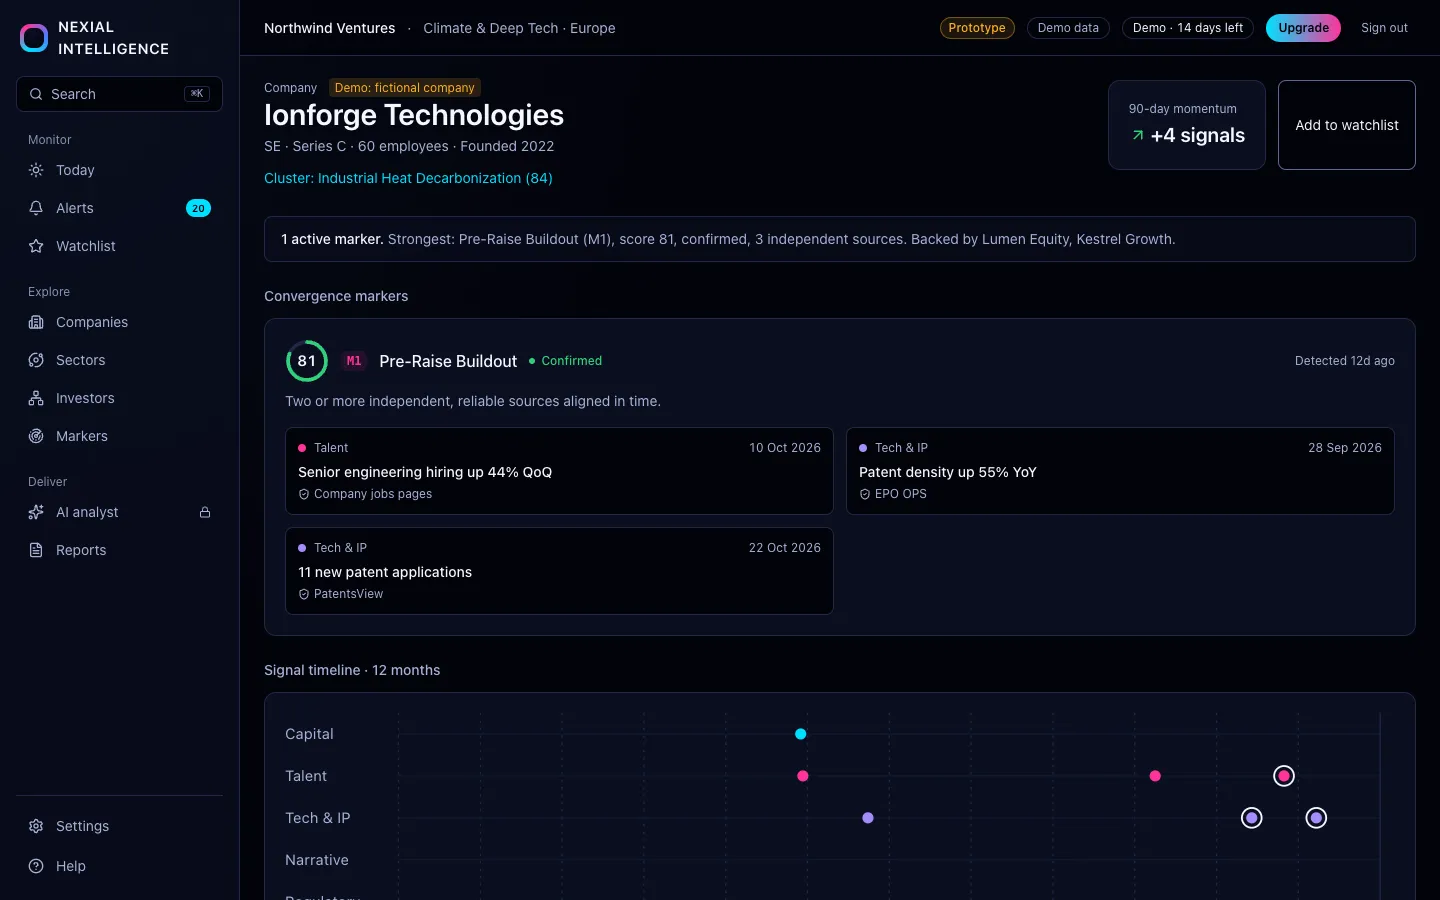 NEXIAL
INTELLIGENCE
Search ⌘K
Monitor
Today
Alerts 20
Watchlist
Explore
Companies
Sectors
Investors
Markers
Deliver
AI analyst
Reports
Settings
Help
Northwind Ventures · Climate & Deep Tech · Europe
Prototype Demo data Demo · 14 days left Upgrade Sign out
Company Demo: fictional company
Ionforge Technologies
SE · Series C · 60 employees · Founded 2022
Cluster: Industrial Heat Decarbonization (84)
90-day momentum
+4 signals
Add to watchlist
1 active marker. Strongest: Pre-Raise Buildout (M1), score 81, confirmed, 3 independent sources. Backed by Lumen Equity, Kestrel Growth.
Convergence markers
81 M1 Pre-Raise Buildout Confirmed Detected 12d ago
Two or more independent, reliable sources aligned in time.
Talent 10 Oct 2026
Senior engineering hiring up 44% QoQ
Company jobs pages
Tech & IP 28 Sep 2026
Patent density up 55% YoY
EPO OPS
Tech & IP 22 Oct 2026
11 new patent applications
PatentsView
Signal timeline · 12 months
Capital
Talent
Tech & IP
Narrative
Regulatory